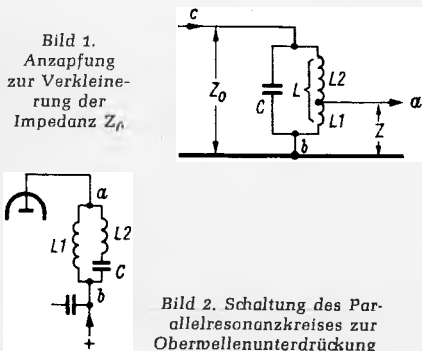 Bild 1.
Anzapfung
zur Verkleine-
rung der
Impedanz Z₀.
c
Z₀
C
L
L2
L1
a
Z
b
a
L1
L2
C
b
+
Bild 2. Schaltung des Par-
allelresonanzkreises zur
Oberwellenunterdrückung